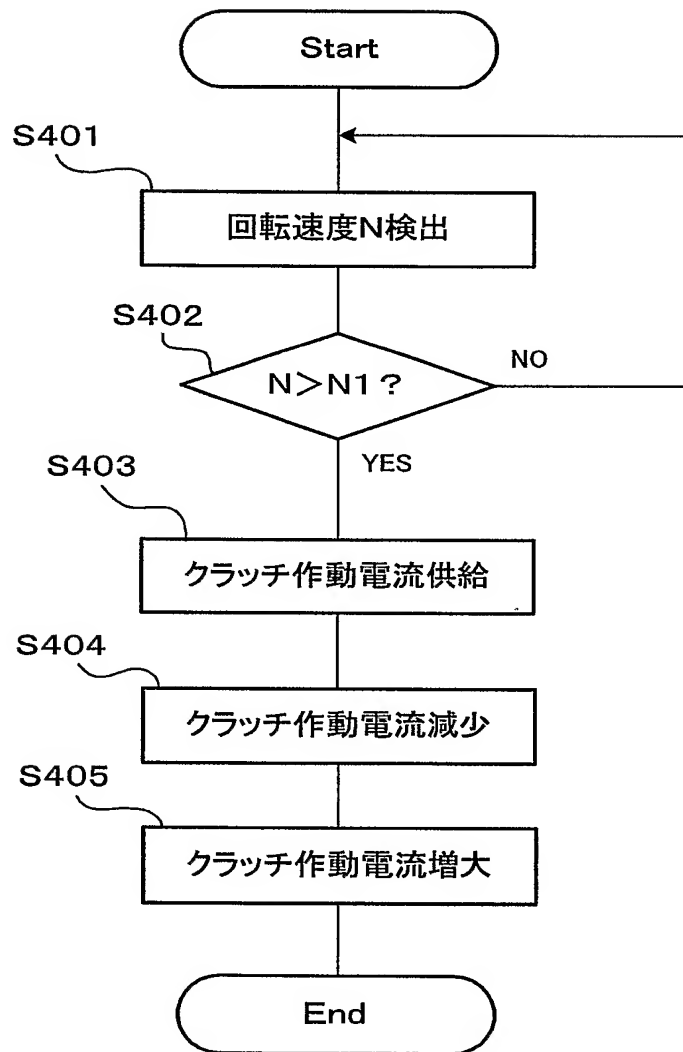 Start
S401
回転速度N検出
S402
N>N1?
NO
YES
S403
クラッチ作動電流供給
S404
クラッチ作動電流減少
S405
クラッチ作動電流増大
End